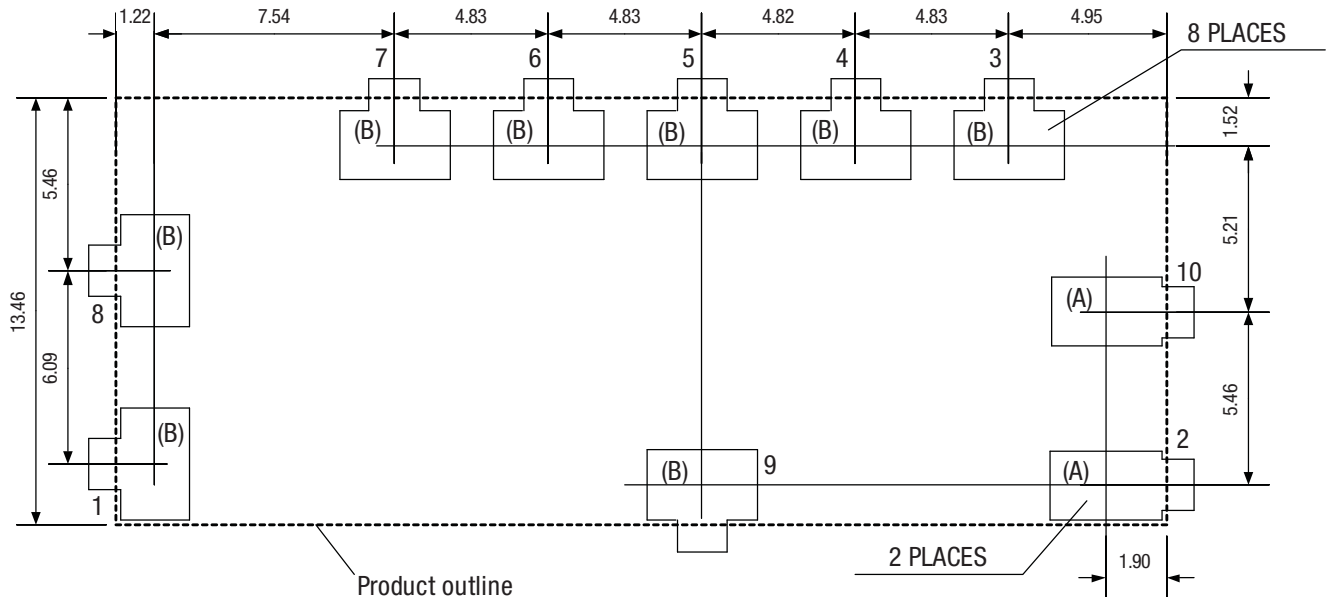 1.22
7.54
4.83
4.83
4.82
4.83
4.95
7
6
5
4
3
8 PLACES
(B)
(B)
(B)
(B)
(B)
1.52
5.46
5.21
13.46
(B)
10
8
(A)
6.09
5.46
(B)
(B)
9
2
(A)
1
2 PLACES
1.90
Product outline